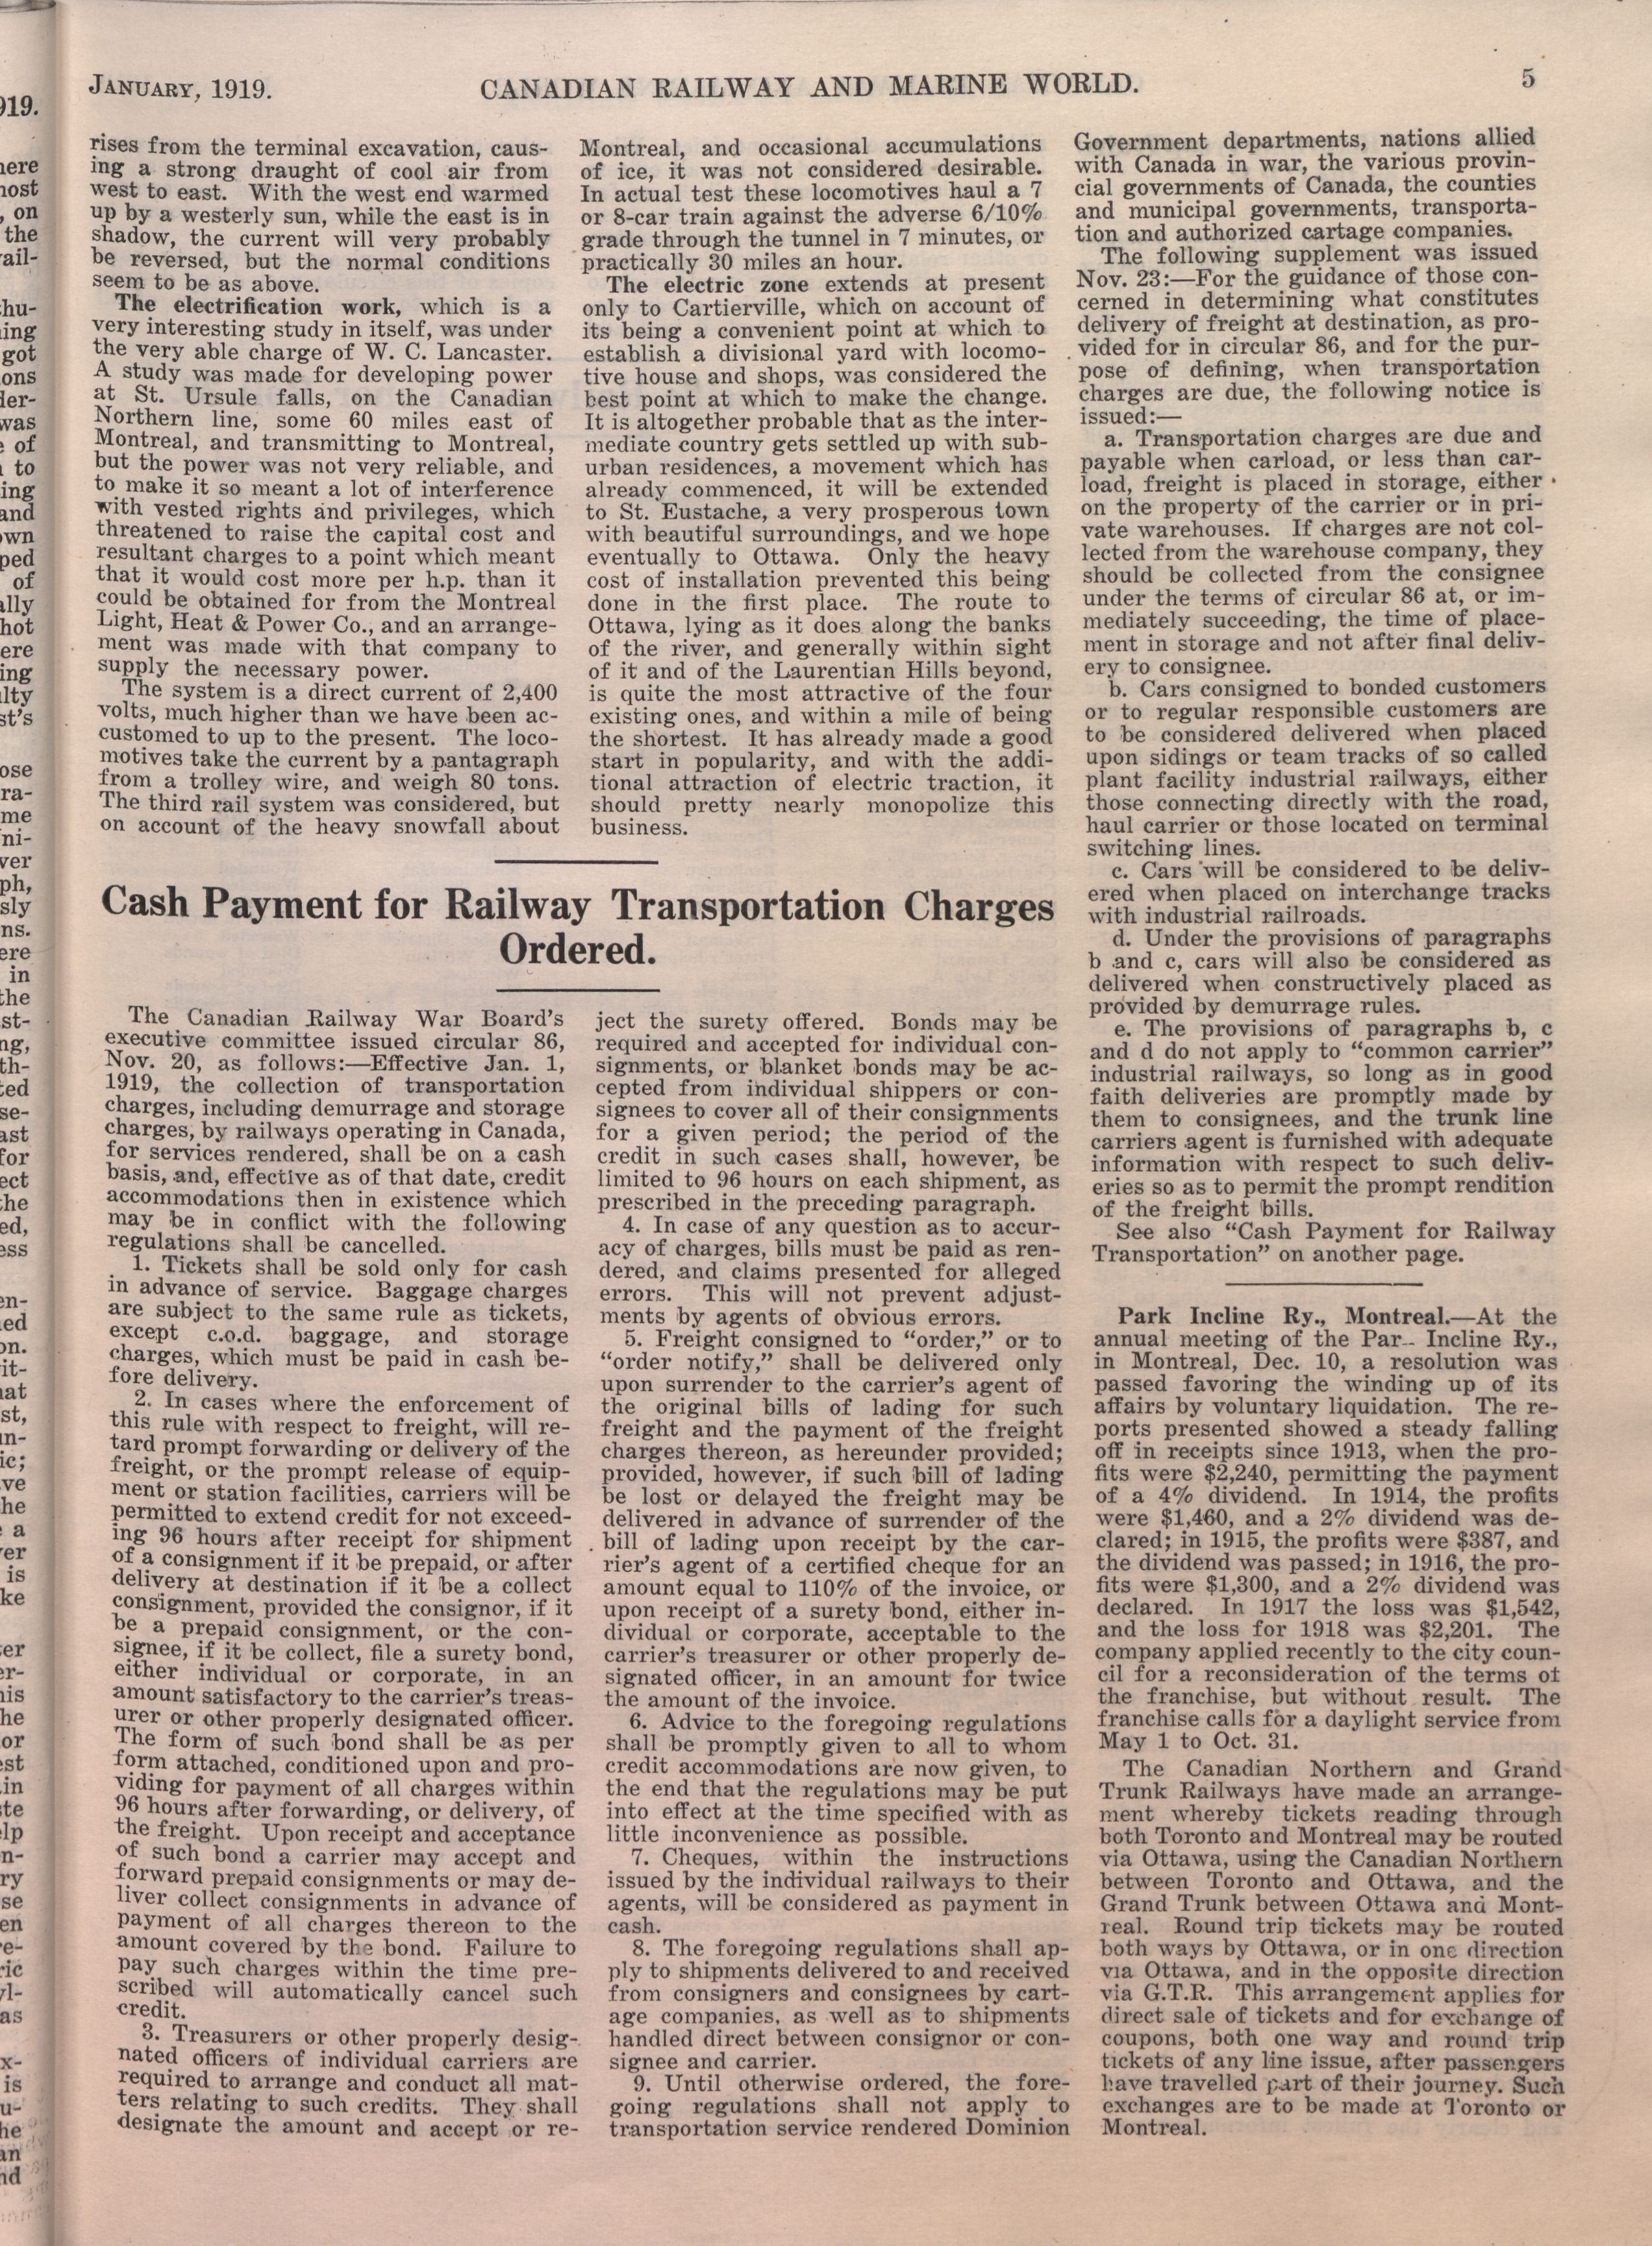 JANUARY, 1919.
CANADIAN RAILWAY AND MARINE WORLD.
5
rises from the terminal excavation, caus-
ing a strong draught of cool air from
west to east. With the west end warmed
up by a westerly sun, while the east is in
shadow, the current will very probably
be reversed, but the normal conditions
seem to be as above.
The electrification work, which is a
very interesting study in itself, was under
the very able charge of W. C. Lancaster.
A study was made for developing power
at St. Ursule falls, on the Canadian
Northern line, some 60 miles east of
Montreal, and transmitting to Montreal,
but the power was not very reliable, and
to make it so meant a lot of interference
with vested rights and privileges, which
threatened to raise the capital cost and
resultant charges to a point which meant
that it would cost more per h.p. than it
could be obtained for from the Montreal
Light, Heat & Power Co., and an arrange-
ment was made with that company to
supply the necessary power.
The system is a direct current of 2,400
volts, much higher than we have been ac-
customed to up to the present. The loco-
motives take the current by a pantagraph
from a trolley wire, and weigh 80 tons.
The third rail system was considered, but
on account of the heavy snowfall about
Montreal, and occasional accumulations
of ice, it was not considered desirable.
In actual test these locomotives haul a 7
or 8-car train against the adverse 6/10%
grade through the tunnel in 7 minutes, or
practically 30 miles an hour.
The electric zone extends at present
only to Cartierville, which on account of
its being a convenient point at which to
establish a divisional yard with locomo-
tive house and shops, was considered the
best point at which to make the change.
It is altogether probable that as the inter-
mediate country gets settled up with sub-
urban residences, a movement which has
already commenced, it will be extended
to St. Eustache, a very prosperous town
with beautiful surroundings, and we hope
eventually to Ottawa. Only the heavy
cost of installation prevented this being
done in the first place. The route to
Ottawa, lying as it does along the banks
of the river, and generally within sight
of it and of the Laurentian Hills beyond,
is quite the most attractive of the four
existing ones, and within a mile of being
the shortest. It has already made a good
start in popularity, and with the addi-
tional attraction of electric traction, it
should pretty nearly monopolize this
business.
Cash Payment for Railway Transportation Charges
Ordered.
The Canadian Railway War Board's
executive committee issued circular 86,
Nov. 20, as follows:—Effective Jan. 1,
1919, the collection of transportation
charges, including demurrage and storage
charges, by railways operating in Canada,
for services rendered, shall be on a cash
basis, and, effective as of that date, credit
accommodations then in existence which
may be in conflict with the following
regulations shall be cancelled.
1. Tickets shall be sold only for cash
in advance of service. Baggage charges
are subject to the same rule as tickets,
except c.o.d. baggage, and storage
charges, which must be paid in cash be-
fore delivery.
2. In cases where the enforcement of
this rule with respect to freight, will re-
tard prompt forwarding or delivery of the
freight, or the prompt release of equip-
ment or station facilities, carriers will be
permitted to extend credit for not exceed-
ing 96 hours after receipt for shipment
of a consignment if it be prepaid, or after
delivery at destination if it be a collect
consignment, provided the consignor, if it
be a prepaid consignment, or the con-
signee, if it be collect, file a surety bond,
either individual or corporate, in an
amount satisfactory to the carrier's treas-
urer or other properly designated officer.
The form of such bond shall be as per
form attached, conditioned upon and pro-
viding for payment of all charges within
96 hours after forwarding, or delivery, of
the freight. Upon receipt and acceptance
of such bond a carrier may accept and
forward prepaid consignments or may de-
liver collect consignments in advance of
payment of all charges thereon to the
amount covered by the bond. Failure to
pay such charges within the time pre-
scribed will automatically cancel such
credit.
3. Treasurers or other properly desig-
nated officers of individual carriers are
required to arrange and conduct all mat-
ters relating to such credits. They shall
designate the amount and accept or re-
ject the surety offered. Bonds may be
required and accepted for individual con-
signments, or blanket bonds may be ac-
cepted from individual shippers or con-
signees to cover all of their consignments
for a given period; the period of the
credit in such cases shall, however, be
limited to 96 hours on each shipment, as
prescribed in the preceding paragraph.
4. In case of any question as to accur-
acy of charges, bills must be paid as ren-
dered, and claims presented for alleged
errors. This will not prevent adjust-
ments by agents of obvious errors.
5. Freight consigned to "order," or to
"order notify," shall be delivered only
upon surrender to the carrier's agent of
the original bills of lading for such
freight and the payment of the freight
charges thereon, as hereunder provided;
provided, however, if such bill of lading
be lost or delayed the freight may be
delivered in advance of surrender of the
bill of lading upon receipt by the car-
rier's agent of a certified cheque for an
amount equal to 110% of the invoice, or
upon receipt of a surety bond, either in-
dividual or corporate, acceptable to the
carrier's treasurer or other properly de-
signated officer, in an amount for twice
the amount of the invoice.
6. Advice to the foregoing regulations
shall be promptly given to all to whom
credit accommodations are now given, to
the end that the regulations may be put
into effect at the time specified with as
little inconvenience as possible.
7. Cheques, within the instructions
issued by the individual railways to their
agents, will be considered as payment in
cash.
8. The foregoing regulations shall ap-
ply to shipments delivered to and received
from consigners and consignees by cart-
age companies, as well as to shipments
handled direct between consignor or con-
signee and carrier.
9. Until otherwise ordered, the fore-
going regulations shall not apply to
transportation service rendered Dominion
Government departments, nations allied
with Canada in war, the various provin-
cial governments of Canada, the counties
and municipal governments, transporta-
tion and authorized cartage companies.
The following supplement was issued
Nov. 23:—For the guidance of those con-
cerned in determining what constitutes
delivery of freight at destination, as pro-
vided for in circular 86, and for the pur-
pose of defining, when transportation
charges are due, the following notice is
issued:—
a. Transportation charges are due and
payable when carload, or less than car-
load, freight is placed in storage, either
on the property of the carrier or in pri-
vate warehouses. If charges are not col-
lected from the warehouse company, they
should be collected from the consignee
under the terms of circular 86 at, or im-
mediately succeeding, the time of place-
ment in storage and not after final deliv-
ery to consignee.
b. Cars consigned to bonded customers
or to regular responsible customers are
to be considered delivered when placed
upon sidings or team tracks of so called
plant facility industrial railways, either
those connecting directly with the road,
haul carrier or those located on terminal
switching lines.
c. Cars will be considered to be deliv-
ered when placed on interchange tracks
with industrial railroads.
d. Under the provisions of paragraphs
b and c, cars will also be considered as
delivered when constructively placed as
provided by demurrage rules.
e. The provisions of paragraphs b, c
and d do not apply to "common carrier"
industrial railways, so long as in good
faith deliveries are promptly made by
them to consignees, and the trunk line
carriers agent is furnished with adequate
information with respect to such deliv-
eries so as to permit the prompt rendition
of the freight bills.
See also "Cash Payment for Railway
Transportation" on another page.
Park Incline Ry., Montreal.—At the
annual meeting of the Par-- Incline Ry.,
in Montreal, Dec. 10, a resolution was
passed favoring the winding up of its
affairs by voluntary liquidation. The re-
ports presented showed a steady falling
off in receipts since 1913, when the pro-
fits were $2,240, permitting the payment
of a 4% dividend. In 1914, the profits
were $1,460, and a 2% dividend was de-
clared; in 1915, the profits were $387, and
the dividend was passed; in 1916, the pro-
fits were $1,300, and a 2% dividend was
declared. In 1917 the loss was $1,542,
and the loss for 1918 was $2,201. The
company applied recently to the city coun-
cil for a reconsideration of the terms of
the franchise, but without result. The
franchise calls for a daylight service from
May 1 to Oct. 31.
The Canadian Northern and Grand
Trunk Railways have made an arrange-
ment whereby tickets reading through
both Toronto and Montreal may be routed
via Ottawa, using the Canadian Northern
between Toronto and Ottawa, and the
Grand Trunk between Ottawa and Mont-
real. Round trip tickets may be routed
both ways by Ottawa, or in one direction
via Ottawa, and in the opposite direction
via G.T.R. This arrangement applies for
direct sale of tickets and for exchange of
coupons, both one way and round trip
tickets of any line issue, after passengers
have travelled part of their journey. Such
exchanges are to be made at Toronto or
Montreal.